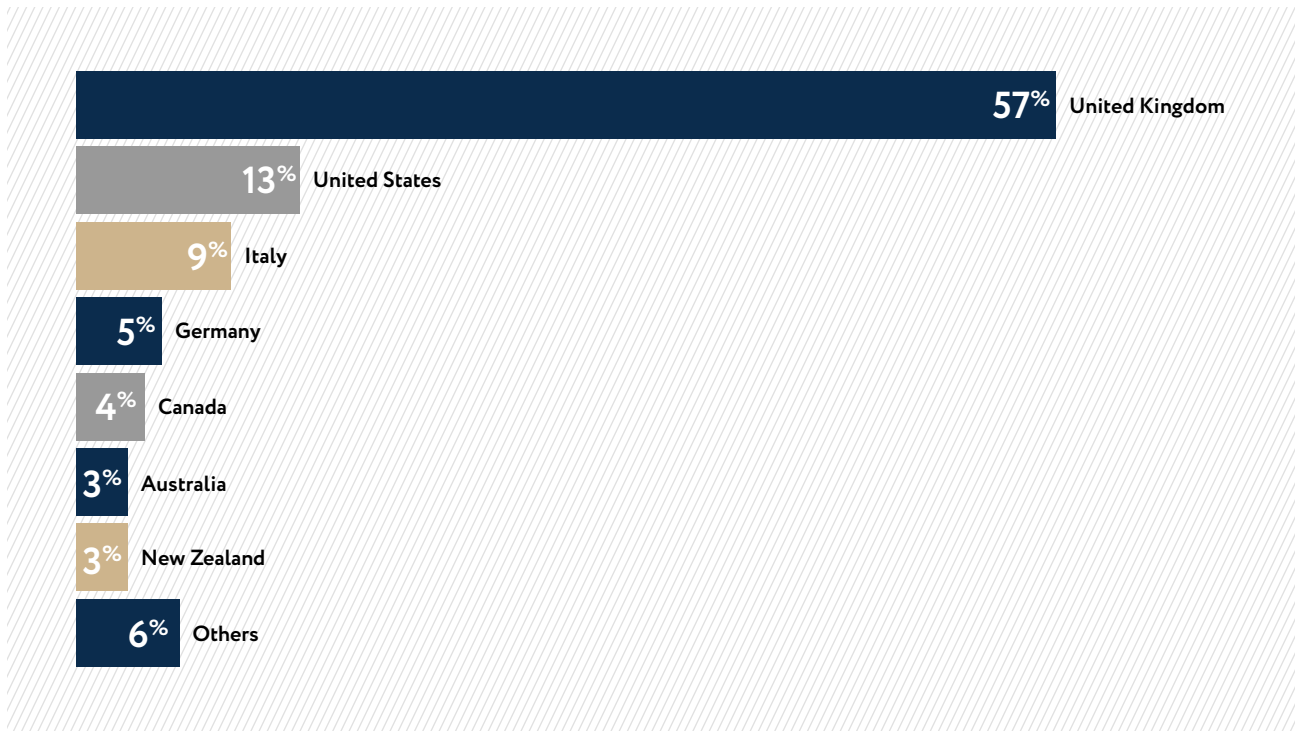 57% United Kingdom
13% United States
9% Italy
5% Germany
4% Canada
3% Australia
3% New Zealand
6% Others